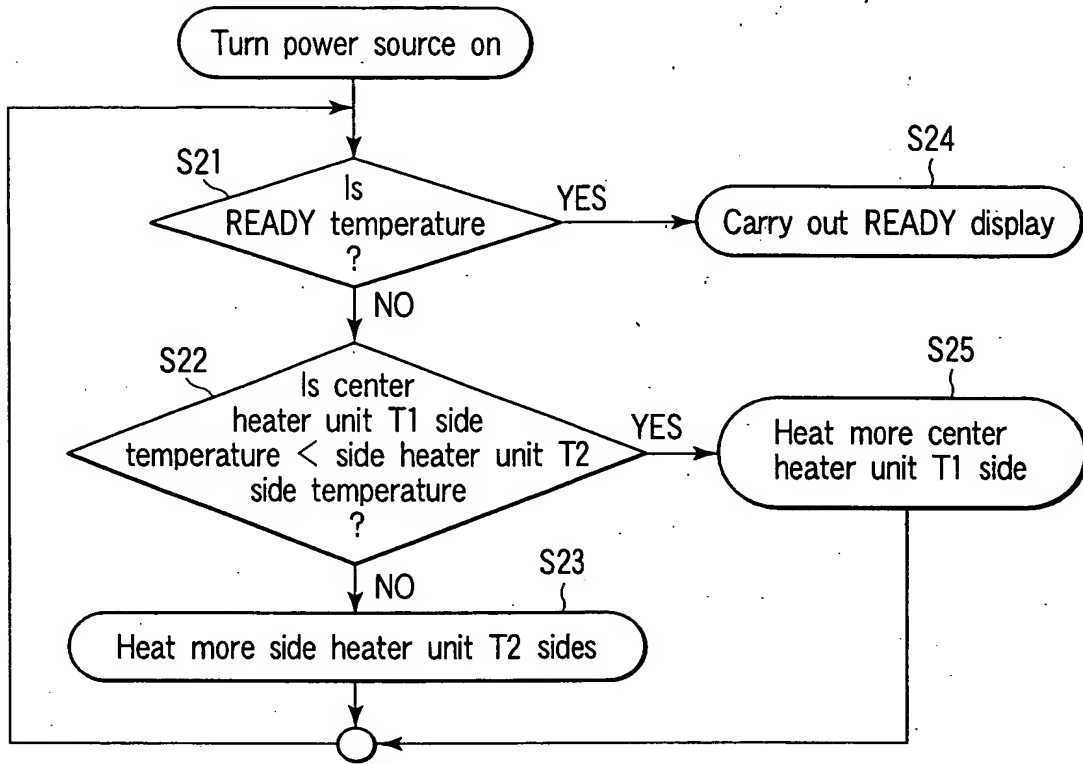 Turn power source on
S21
Is
READY temperature
?
YES
S24
Carry out READY display
NO
S22
Is center
heater unit T1 side
temperature < side heater unit T2
side temperature
?
YES
S25
Heat more center
heater unit T1 side
NO
S23
Heat more side heater unit T2 sides